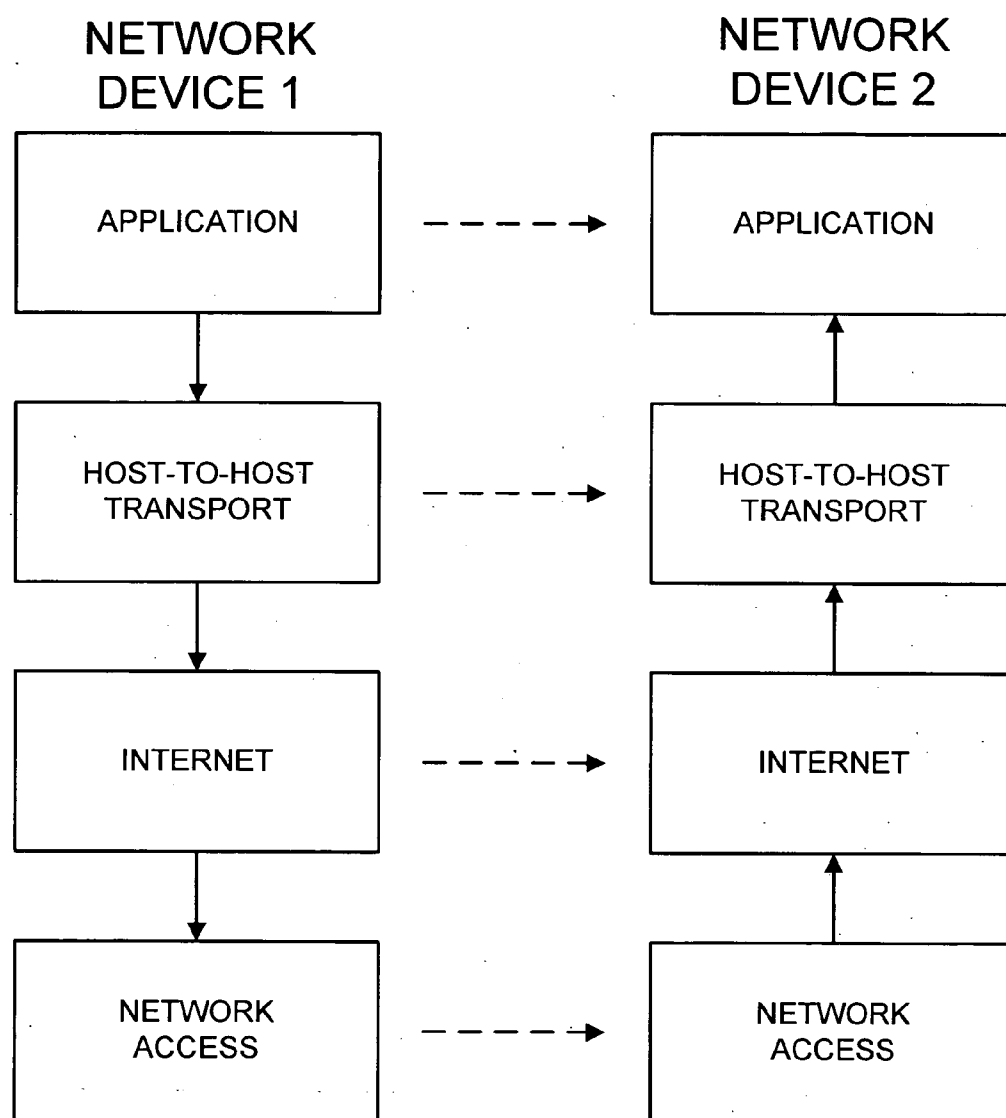 NETWORK
DEVICE 1
NETWORK
DEVICE 2
APPLICATION
APPLICATION
HOST-TO-HOST
TRANSPORT
HOST-TO-HOST
TRANSPORT
INTERNET
INTERNET
NETWORK
ACCESS
NETWORK
ACCESS